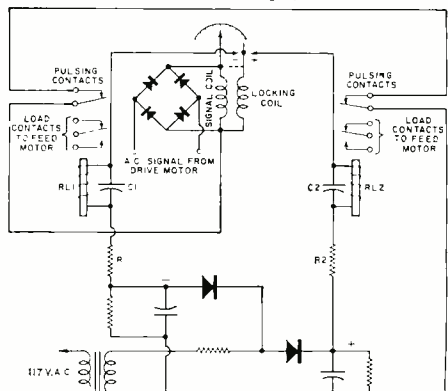 PULSING
CONTACTS
SIGNAL COIL
LOCKING
COIL
PULSING
CONTACTS
LOAD
CONTACTS
TO FEED
MOTOR
LOAD
CONTACTS
TO FEED
MOTOR
A.C. SIGNAL FROM
DRIVE MOTOR
RL1
C1
C2
RL2
R
R2
−
+
117 V. A C